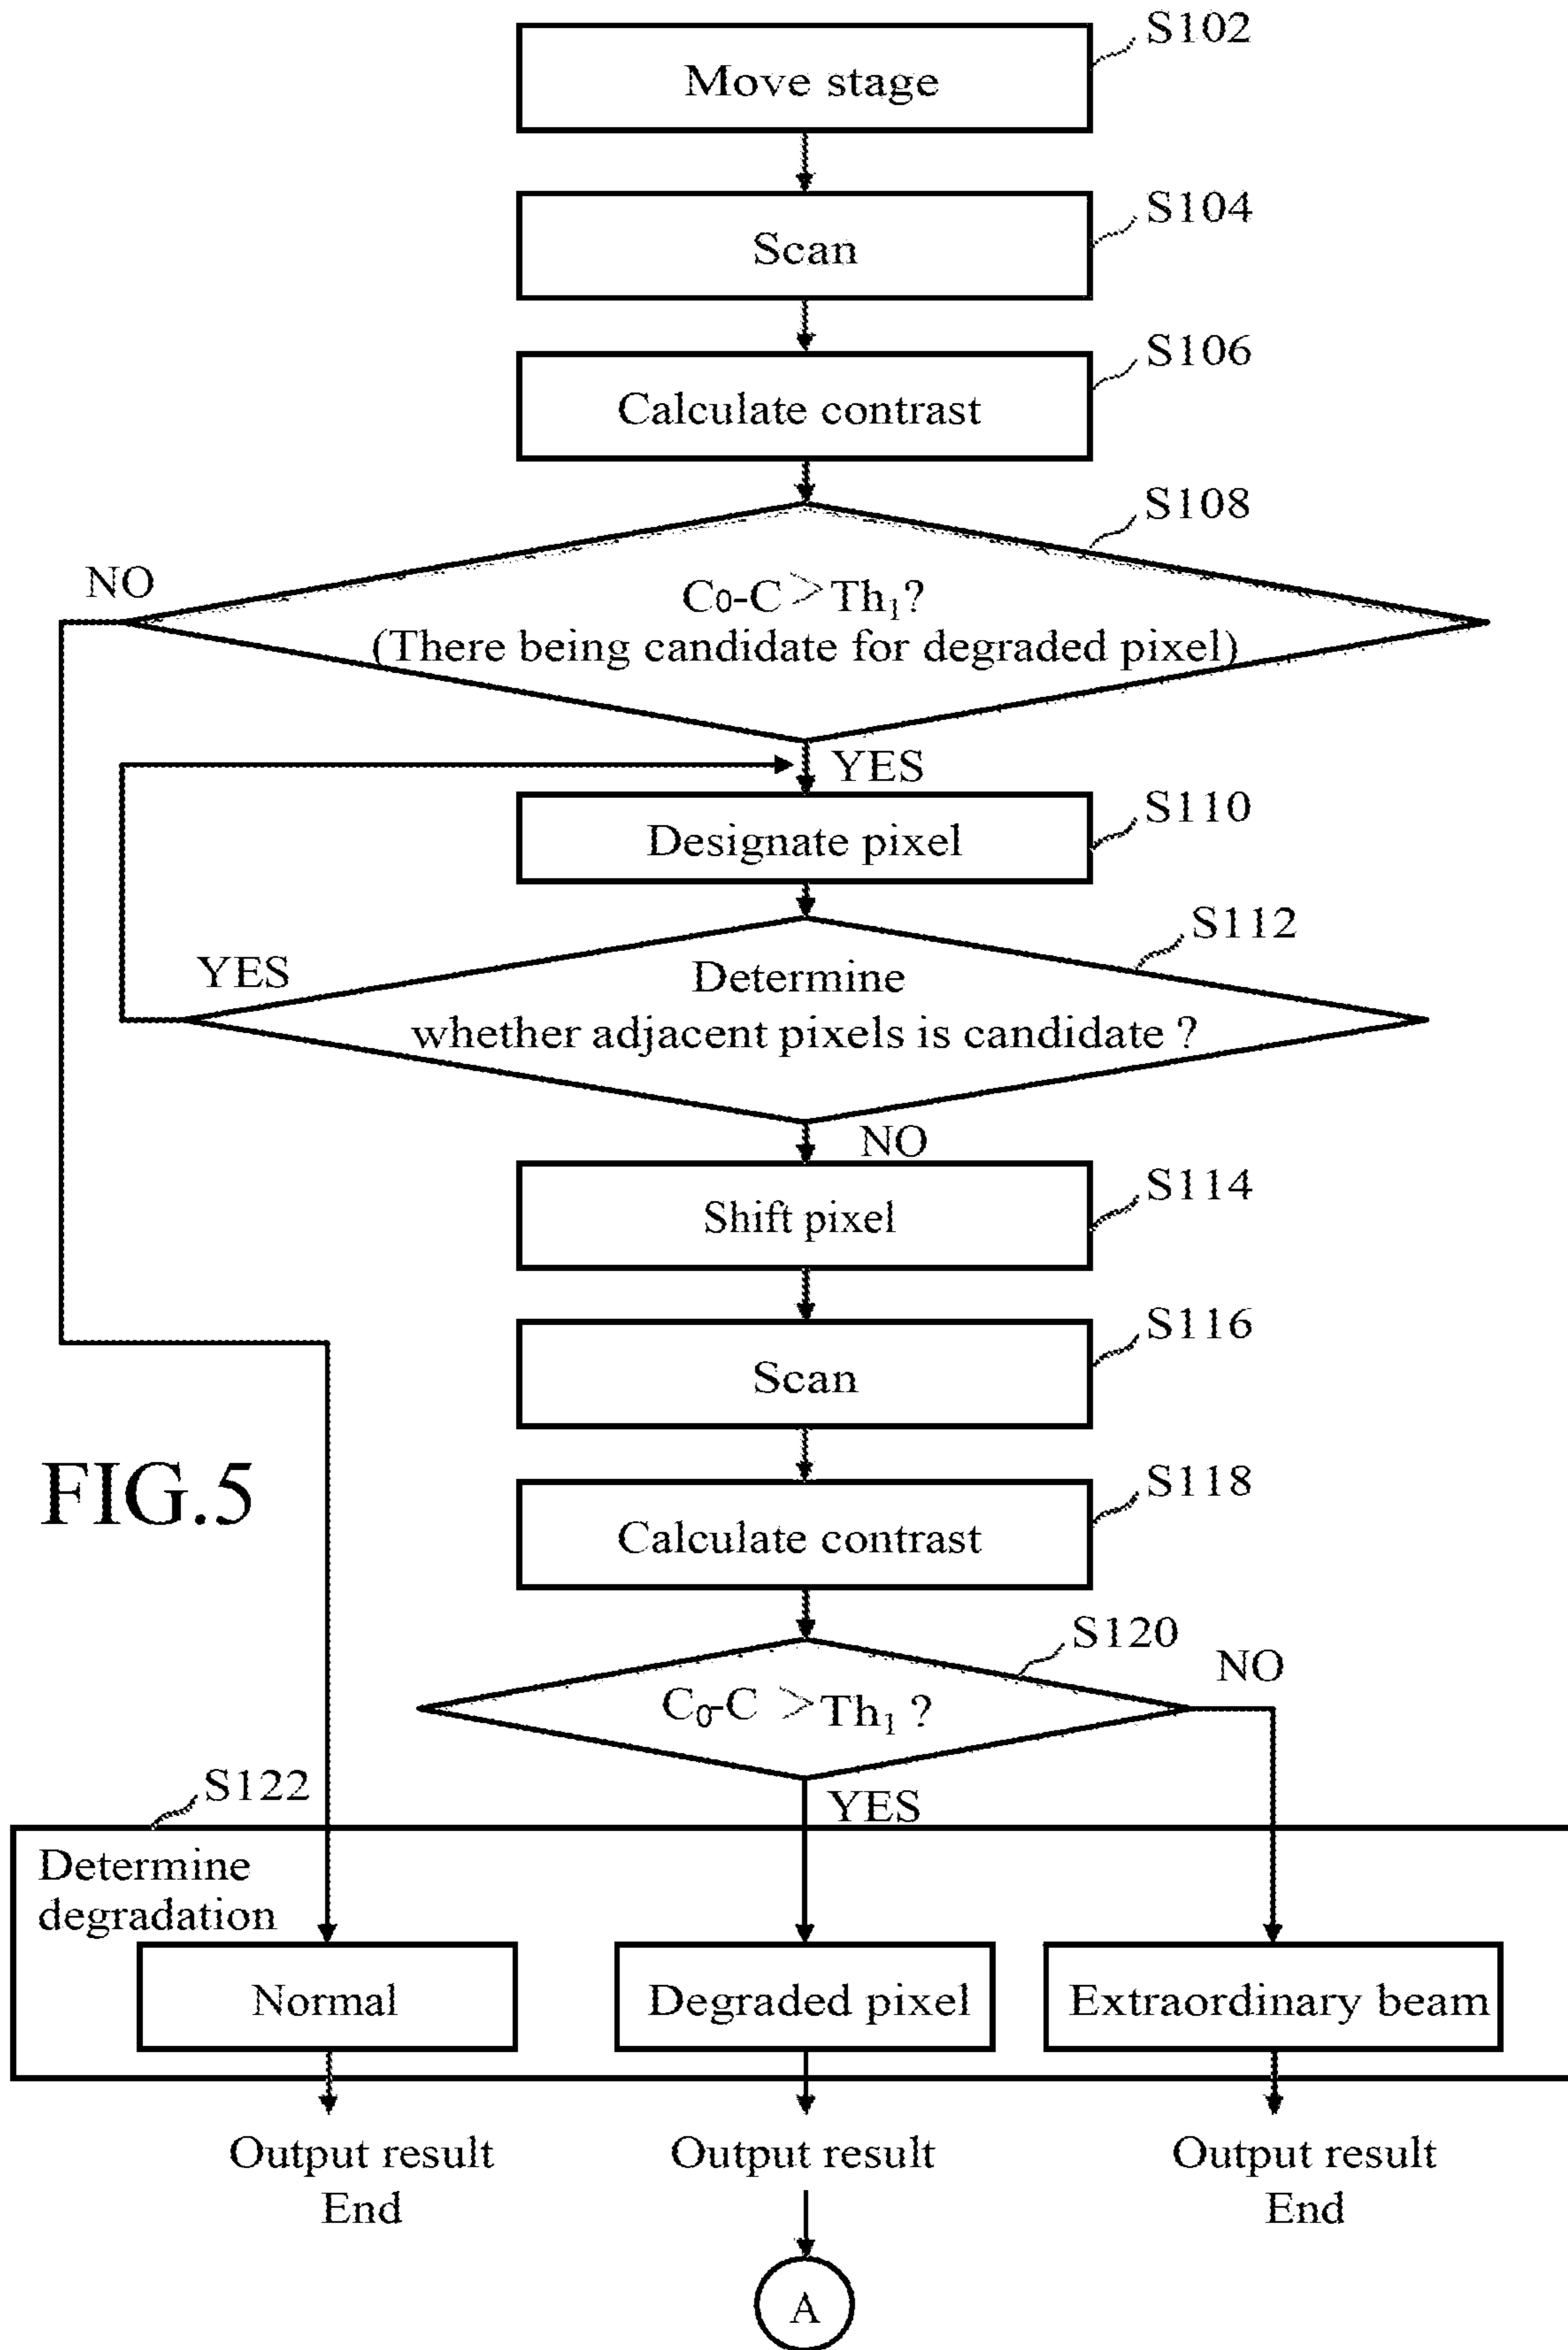 S102
Move stage
S104
Scan
S106
Calculate contrast
S108
NO
C₀-C＞Th₁?
(There being candidate for degraded pixel)
YES
S110
Designate pixel
S112
YES
Determine
whether adjacent pixels is candidate ?
NO
S114
Shift pixel
S116
Scan
FIG.5
S118
Calculate contrast
S120
NO
C₀-C ＞Th₁ ?
S122
YES
Determine
degradation
Normal
Degraded pixel
Extraordinary beam
Output result
End
Output result
Output result
End
A